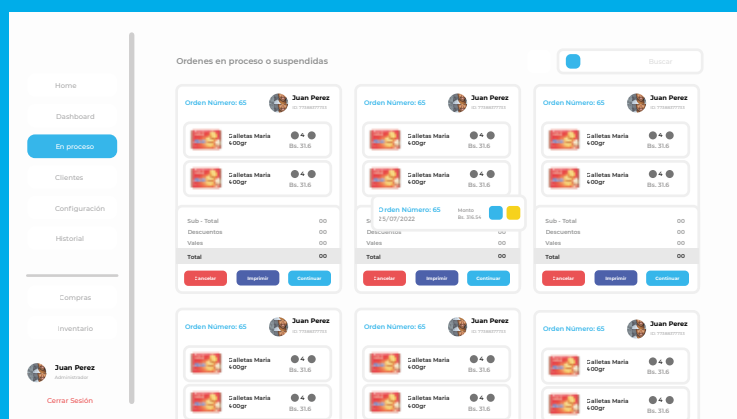 Ordenes en proceso o suspendidas
Buscar
Home
Dashboard
En proceso
Clientes
Configuración
Historial
Compras
Inventario
Juan Perez
Administrador
Cerrar Sesión
Orden Número: 65
Juan Perez
Galletas Maria
400gr
4
Bs. 31.6
Galletas Maria
400gr
4
Bs. 31.6
Sub - Total 00
Descuentos 00
Vales 00
Total 00
Cancelar
Imprimir
Continuar
Orden Número: 65
Juan Perez
Galletas Maria
400gr
4
Bs. 31.6
Galletas Maria
400gr
4
Bs. 31.6
Orden Número: 65
15/07/2022
Monto
Bs. 316,54
Descuentos 00
Vales 00
Total 00
Cancelar
Imprimir
Continuar
Orden Número: 65
Juan Perez
Galletas Maria
400gr
4
Bs. 31.6
Galletas Maria
400gr
4
Bs. 31.6
Sub - Total 00
Descuentos 00
Vales 00
Total 00
Cancelar
Imprimir
Continuar
Orden Número: 65
Juan Perez
Galletas Maria
400gr
4
Bs. 31.6
Galletas Maria
400gr
4
Bs. 31.6
Orden Número: 65
Juan Perez
Galletas Maria
400gr
4
Bs. 31.6
Galletas Maria
400gr
4
Bs. 31.6
Orden Número: 65
Juan Perez
Galletas Maria
400gr
4
Bs. 31.6
Galletas Maria
400gr
4
Bs. 31.6